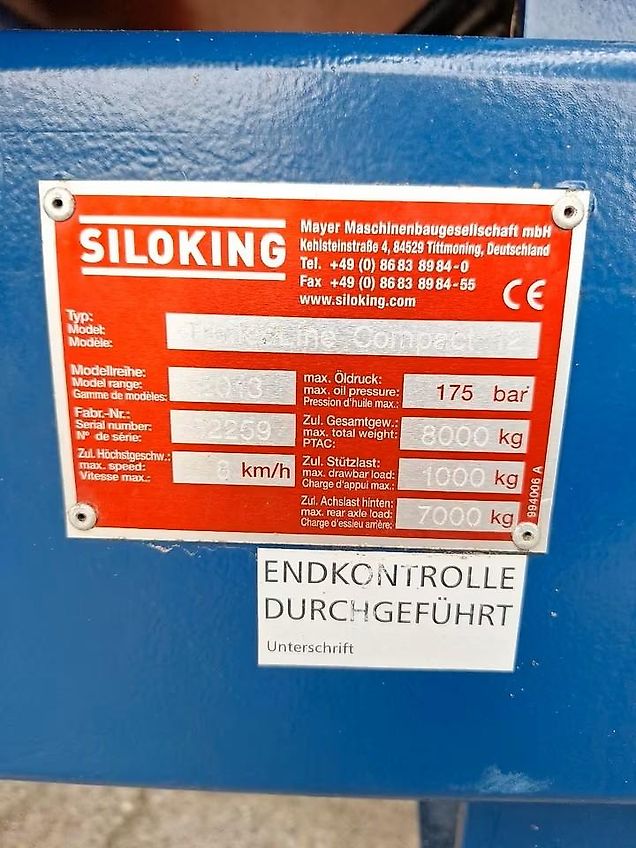 SILOKING
Mayer Maschinenbaugesellschaft mbH
Kehlsteinstraße 4, 84529 Tittmoning, Deutschland
Tel. +49 (0) 86 83 89 84-0
Fax +49 (0) 86 83 89 84-55
www.siloking.com
CE
Typ:
Model:
Modèle:
Line Compact 12
Modellreihe:
Model range:
Gamme de modèles:
2013
Fabr.-Nr.:
Serial number:
N° de série:
2259
Zul. Höchstgeschw.:
max. speed:
Vitesse max.:
8 km/h
max. Öldruck:
max. oil pressure:
Pression d'huile max.:
175 bar
Zul. Gesamtgew.:
max. total weight:
PTAC:
8000 kg
Zul. Stützlast:
max. drawbar load:
Charge d'appui max.:
1000 kg
Zul. Achslast hinten:
max. rear axle load:
Charge d'essieu arrière:
7000 kg
994006 A
ENDKONTROLLE
DURCHGEFÜHRT
Unterschrift